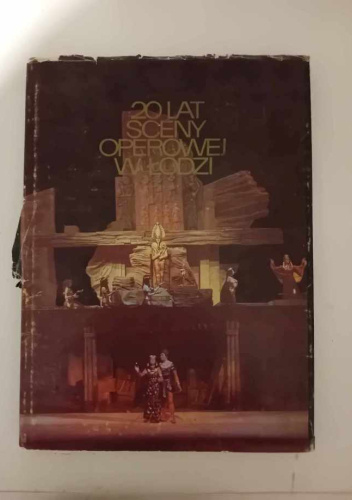 20 LAT
SCENY
OPEROWEJ
W ŁODZI